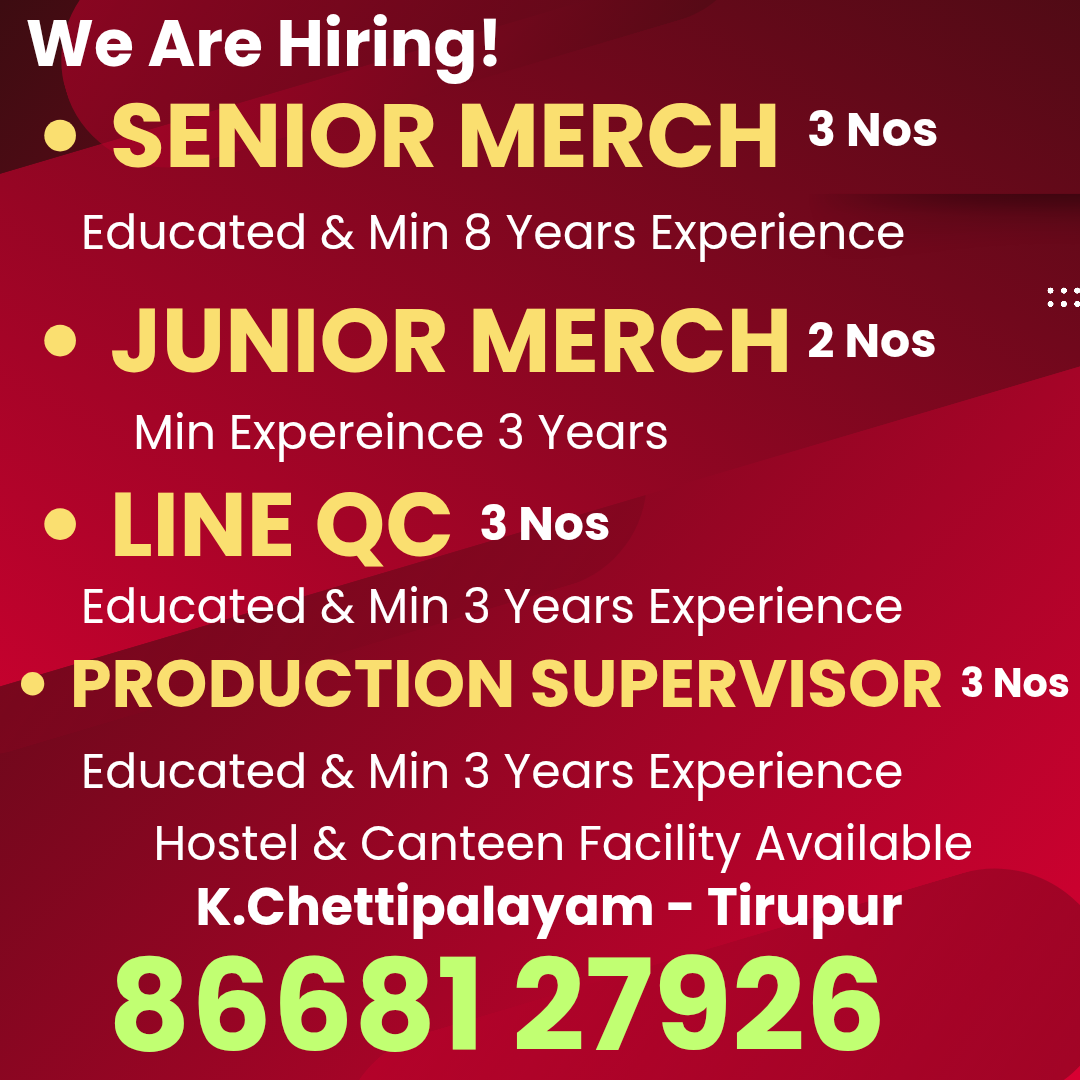 We Are Hiring!
• SENIOR MERCH 3 Nos
Educated & Min 8 Years Experience
• JUNIOR MERCH 2 Nos
Min Expereince 3 Years
• LINE QC 3 Nos
Educated & Min 3 Years Experience
• PRODUCTION SUPERVISOR 3 Nos
Educated & Min 3 Years Experience
Hostel & Canteen Facility Available
K.Chettipalayam - Tirupur
86681 27926